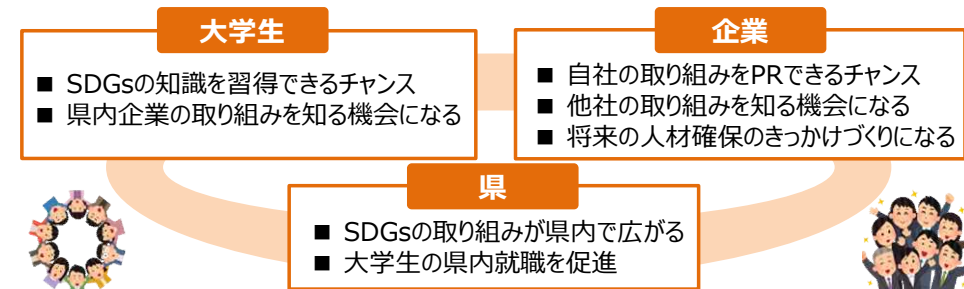 大学生
■ SDGsの知識を習得できるチャンス
■ 県内企業の取り組みを知る機会になる
企業
■ 自社の取り組みをPRできるチャンス
■ 他社の取り組みを知る機会になる
■ 将来の人材確保のきっかけづくりになる
県
■ SDGsの取り組みが県内で広がる
■ 大学生の県内就職を促進